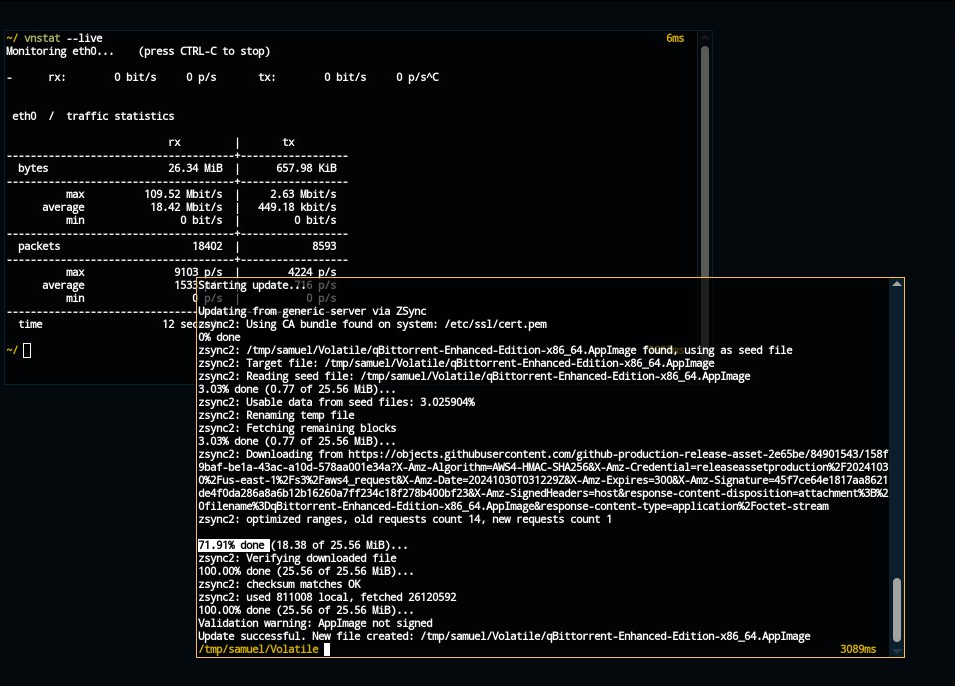 ~/ vnstat --live 6ms
Monitoring eth0... (press CTRL-C to stop)
- rx: 0 bit/s 0 p/s tx: 0 bit/s 0 p/s^C
eth0 / traffic statistics
rx | tx
--------------------------------------+------------------
bytes 26.34 MiB | 657.98 KiB
--------------------------------------+------------------
max 109.52 Mbit/s | 2.63 Mbit/s
average 18.42 Mbit/s | 449.18 kbit/s
min 0 bit/s | 0 bit/s
--------------------------------------+------------------
packets 18402 | 8593
--------------------------------------+------------------
max 9103 p/s | 4224 p/s
average 1533 p/s | 716 p/s
min 0 p/s | 0 p/s
--------------------------------------+------------------
time 12 seconds
~/
Starting update...
Updating from generic server via ZSync
zsync2: Using CA bundle found on system: /etc/ssl/cert.pem
0% done
zsync2: /tmp/samuel/Volatile/qBittorrent-Enhanced-Edition-x86_64.AppImage found, using as seed file
zsync2: Target file: /tmp/samuel/Volatile/qBittorrent-Enhanced-Edition-x86_64.AppImage
zsync2: Reading seed file: /tmp/samuel/Volatile/qBittorrent-Enhanced-Edition-x86_64.AppImage
3.03% done (0.77 of 25.56 MiB)...
zsync2: Usable data from seed files: 3.025904%
zsync2: Renaming temp file
zsync2: Fetching remaining blocks
3.03% done (0.77 of 25.56 MiB)...
zsync2: Downloading from https://objects.githubusercontent.com/github-production-release-asset-2e65be/84901543/158f
9baf-be1a-43ac-a10d-578aa001e34a?X-Amz-Algorithm=AWS4-HMAC-SHA256&X-Amz-Credential=releaseassetproduction%2F2024103
0%2Fus-east-1%2Fs3%2Faws4_request&X-Amz-Date=20241030T031229Z&X-Amz-Expires=300&X-Amz-Signature=45f7ce64e1817aa8621
de4f0da286a8a6b12b16260a7ff234c18f278b400bf23&X-Amz-SignedHeaders=host&response-content-disposition=attachment%3B%2
0filename%3DqBittorrent-Enhanced-Edition-x86_64.AppImage&response-content-type=application%2Foctet-stream
zsync2: optimized ranges, old requests count 14, new requests count 1
71.91% done (18.38 of 25.56 MiB)...
zsync2: Verifying downloaded file
100.00% done (25.56 of 25.56 MiB)...
zsync2: checksum matches OK
zsync2: used 811008 local, fetched 26120592
100.00% done (25.56 of 25.56 MiB)...
Validation warning: AppImage not signed
Update successful. New file created: /tmp/samuel/Volatile/qBittorrent-Enhanced-Edition-x86_64.AppImage
/tmp/samuel/Volatile 3089ms